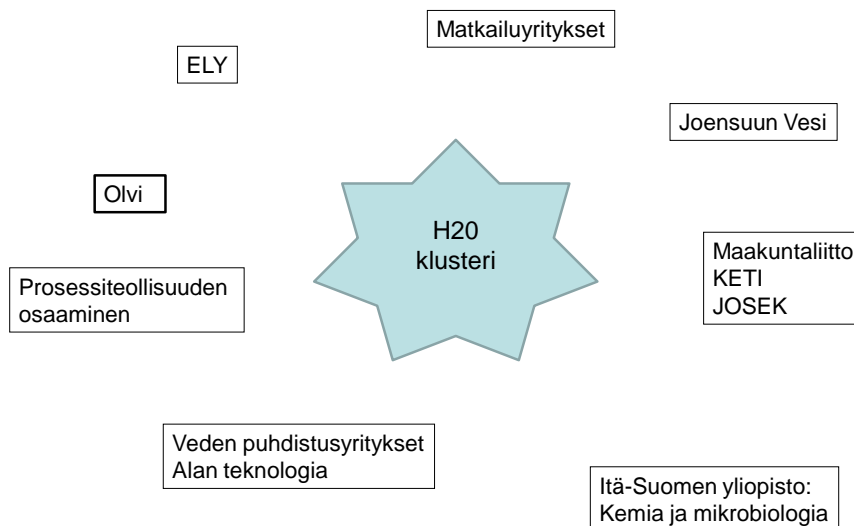 Matkailuyritykset
ELY
Joensuun Vesi
Olvi
H20
klusteri
Maakuntaliitto
KETI
JOSEK
Prosessiteollisuuden
osaaminen
Veden puhdistusyritykset
Alan teknologia
Itä-Suomen yliopisto:
Kemia ja mikrobiologia